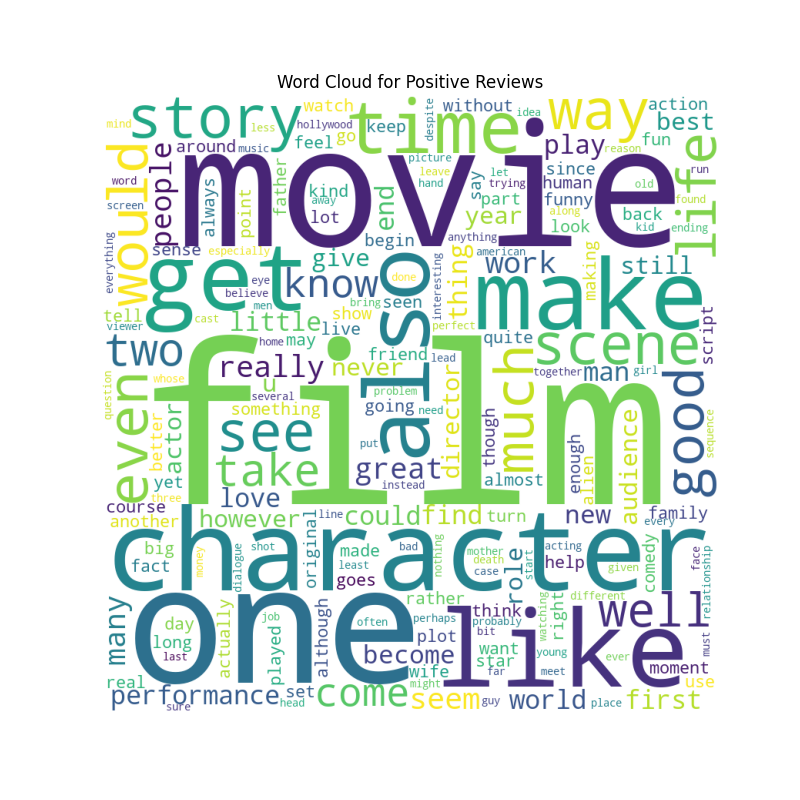 Word Cloud for Positive Reviews
mind story watch time without way action
less hollywood go keep despite idea best
around music feel play fun reason
people picture since life
word movie run
would father leave let say human old found
screen always point kind hand trying funny back
away lot end part year along look kid ending
sense especially begin anything american
everything get eye give also interesting thing work making still
believe know done
tell men bring seen perfect make script
viewer cast show
little may live quite scene
two home friend lead together man girl
really never
question even whose u film problem director much good
several going need though
something
better actor see put enough alien audience sequence
yet take great almost
three instead
course love
another however original line could find turn new every family
big made least bad nothing mother acting face
fact money dialogue shot character death role given comedy relationship
goes case start help
many one rather different well
day actually job often perhaps like think watching right must
long played although plot probably
last become bit want young ever moment
real wife star far meet
performance set might come seem world first use
sure head guy place